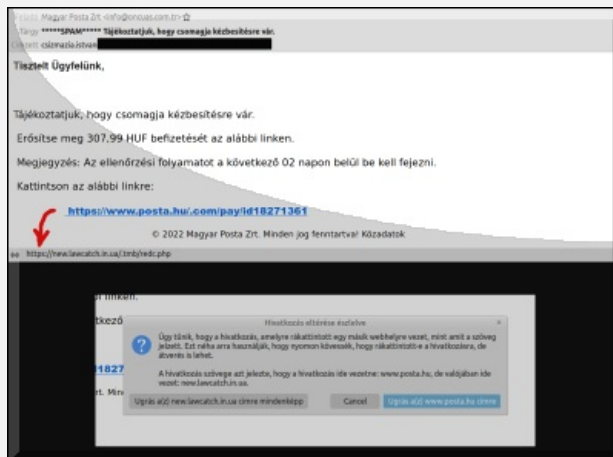 Feladó Magyar Posta Zrt <info@oncuas.com.tr>
Tárgy *****SPAM***** Tájékoztatjuk, hogy csomagja kézbesítésre vár.
Címzett csizmazia.istvan
Tisztelt Ügyfelünk,
Tájékoztatjuk, hogy csomagja kézbesítésre vár.
Erősítse meg 307,99 HUF befizetését az alábbi linken.
Megjegyzés: Az ellenőrzési folyamatot a következő 02 napon belül be kell fejezni.
Kattintson az alábbi linkre:
https://www.posta.hu/.com/pay/id18271361
© 2022 Magyar Posta Zrt. Minden jog fenntartva! Közadatok
https://new.lawcatch.in.ua/.tmb/redc.php
linken.
tkező
Hivatkozás eltérése észlelve
Úgy tűnik, hogy a hivatkozás, amelyre rákattintott egy másik webhelyre vezet, mint amit a szöveg
jelzett. Ezt néha arra használják, hogy nyomon kövessék, hogy rákattintott-e a hivatkozásra, de
átverés is lehet.
A hivatkozás szövege azt jelezte, hogy a hivatkozás ide vezetne: www.posta.hu, de valójában ide
vezet: new.lawcatch.in.ua.
1827
rt. Min
Ugrás a(z) new.lawcatch.in.ua címre mindenképp
Cancel
Ugrás a(z) www.posta.hu címre